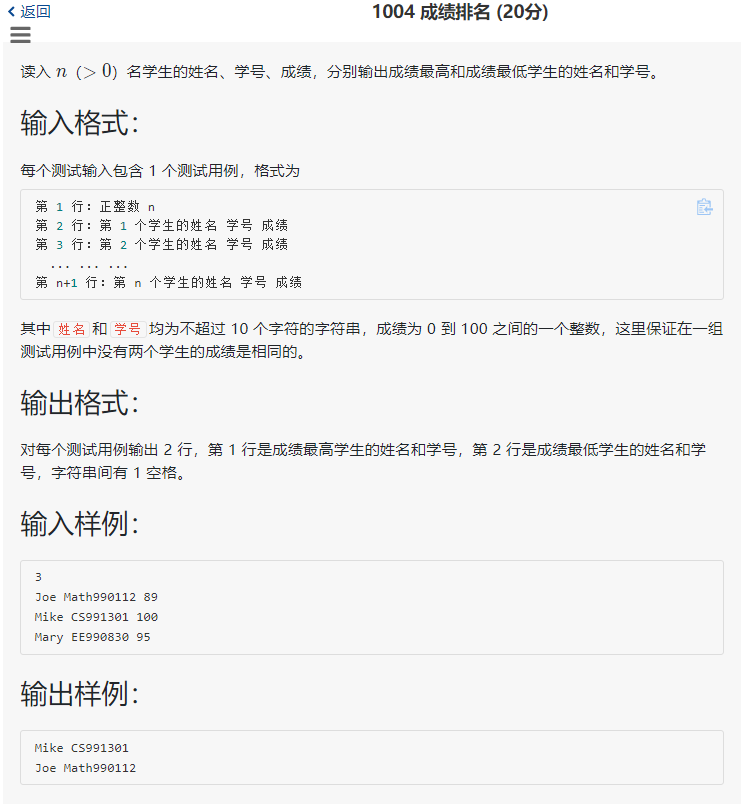 返回
1004 成绩排名 (20分)
读入 n（> 0）名学生的姓名、学号、成绩，分别输出成绩最高和成绩最低学生的姓名和学号。
输入格式：
每个测试输入包含 1 个测试用例，格式为
第 1 行：正整数 n
第 2 行：第 1 个学生的姓名 学号 成绩
第 3 行：第 2 个学生的姓名 学号 成绩
... ... ...
第 n+1 行：第 n 个学生的姓名 学号 成绩
其中 姓名 和 学号 均为不超过 10 个字符的字符串，成绩为 0 到 100 之间的一个整数，这里保证在一组
测试用例中没有两个学生的成绩是相同的。
输出格式：
对每个测试用例输出 2 行，第 1 行是成绩最高学生的姓名和学号，第 2 行是成绩最低学生的姓名和学
号，字符串间有 1 空格。
输入样例：
3
Joe Math990112 89
Mike CS991301 100
Mary EE990830 95
输出样例：
Mike CS991301
Joe Math990112